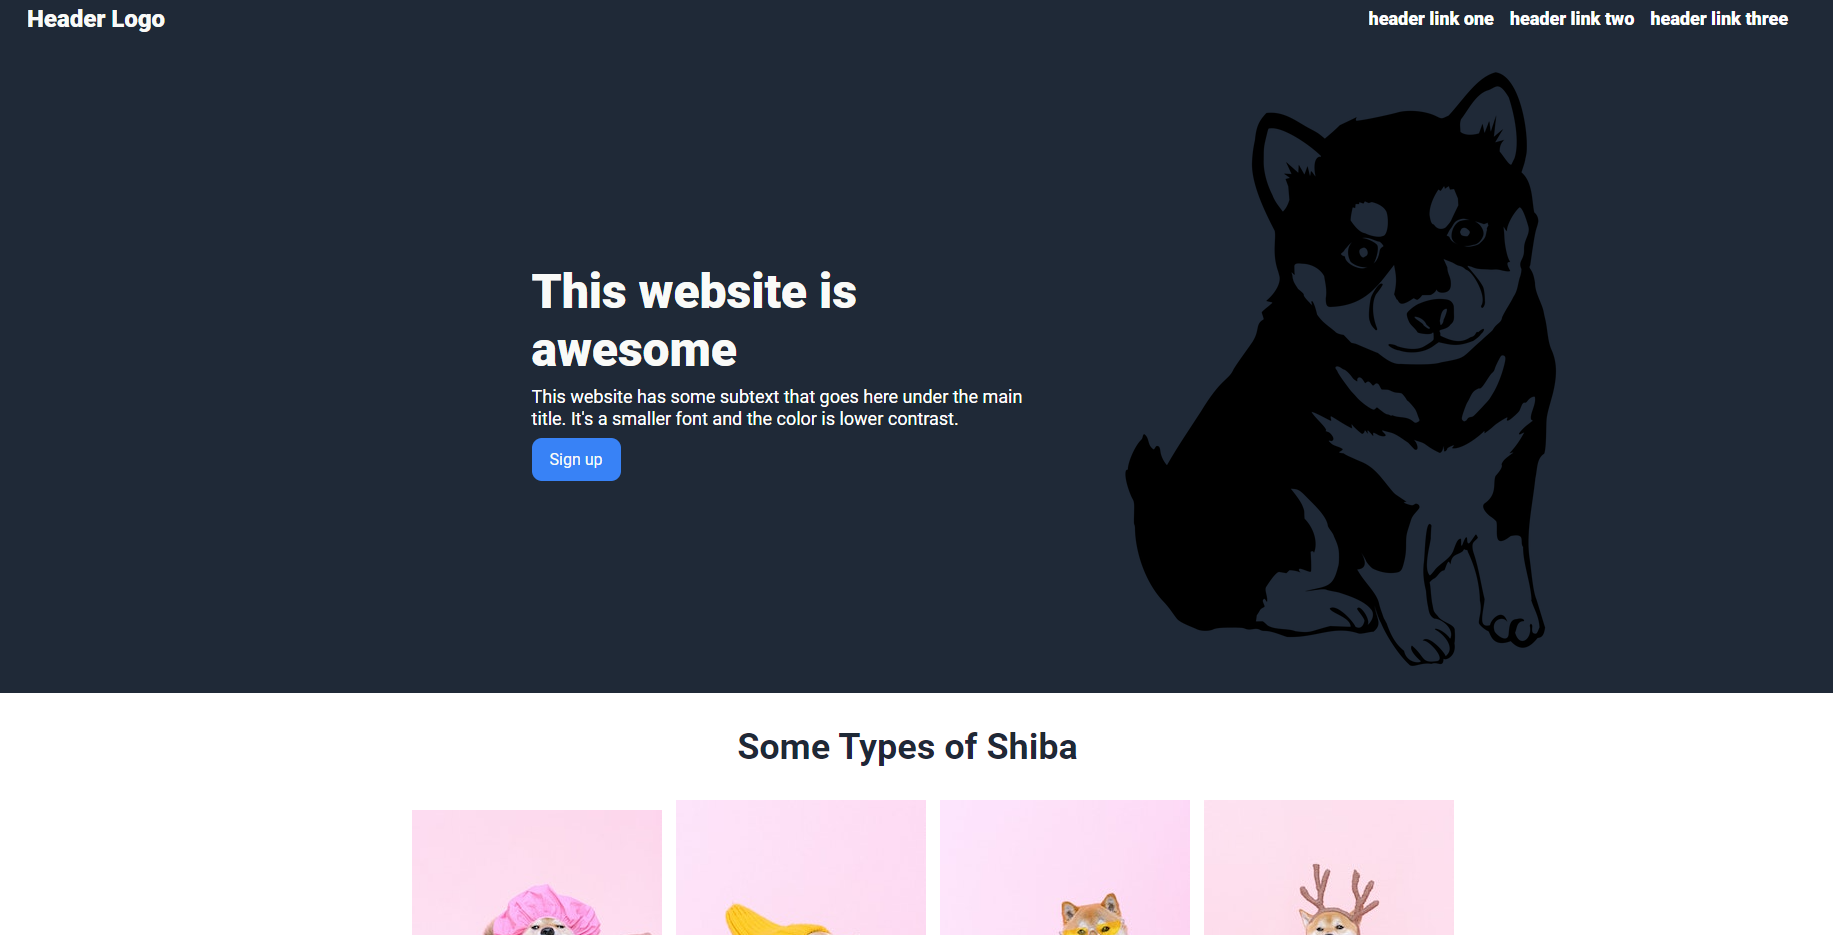 Header Logo
header link one header link two header link three
This website is
awesome
This website has some subtext that goes here under the main
title. It's a smaller font and the color is lower contrast.
Sign up
Some Types of Shiba